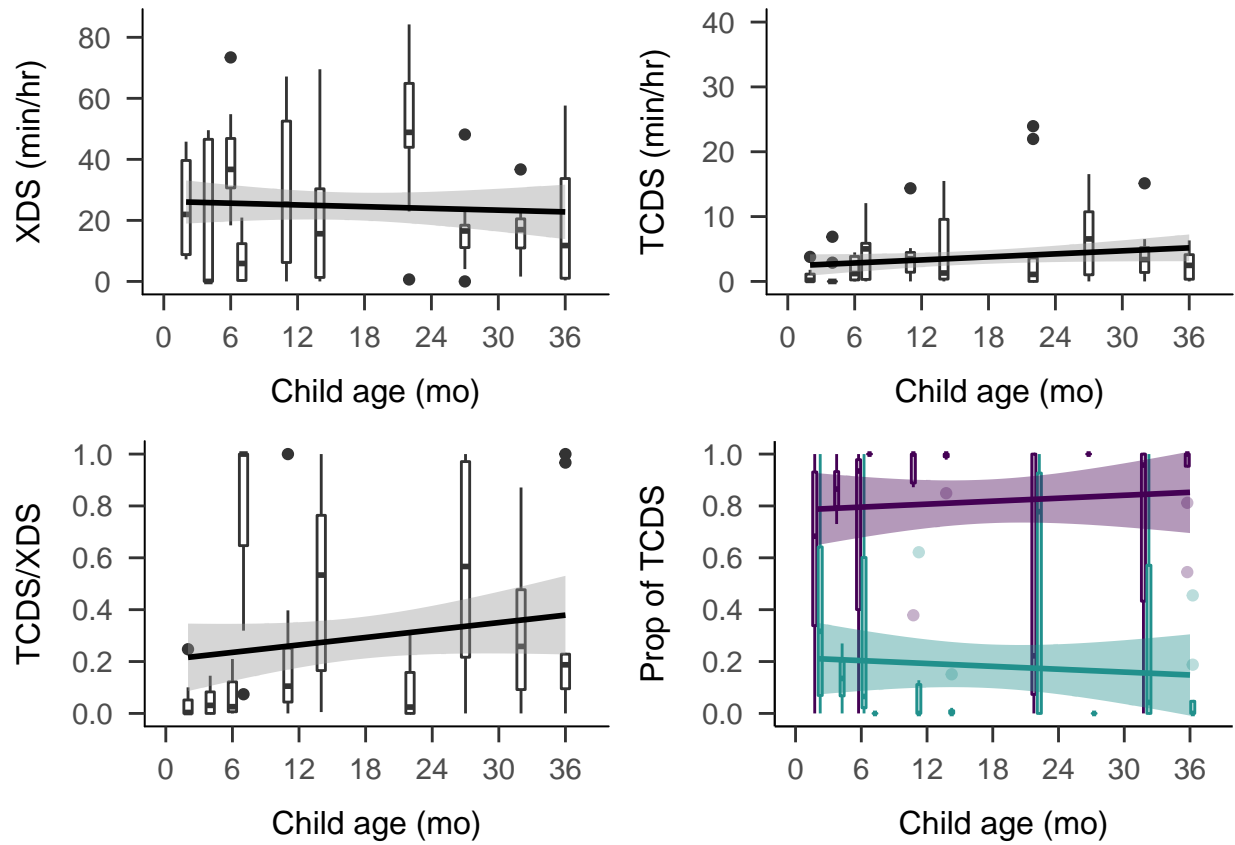 XDS (min/hr)
80
60
40
20
0
0 6 12 18 24 30 36
Child age (mo)
TCDS (min/hr)
40
30
20
10
0
0 6 12 18 24 30 36
Child age (mo)
TCDS/XDS
1.0
0.8
0.6
0.4
0.2
0.0
0 6 12 18 24 30 36
Child age (mo)
Prop of TCDS
1.0
0.8
0.6
0.4
0.2
0.0
0 6 12 18 24 30 36
Child age (mo)